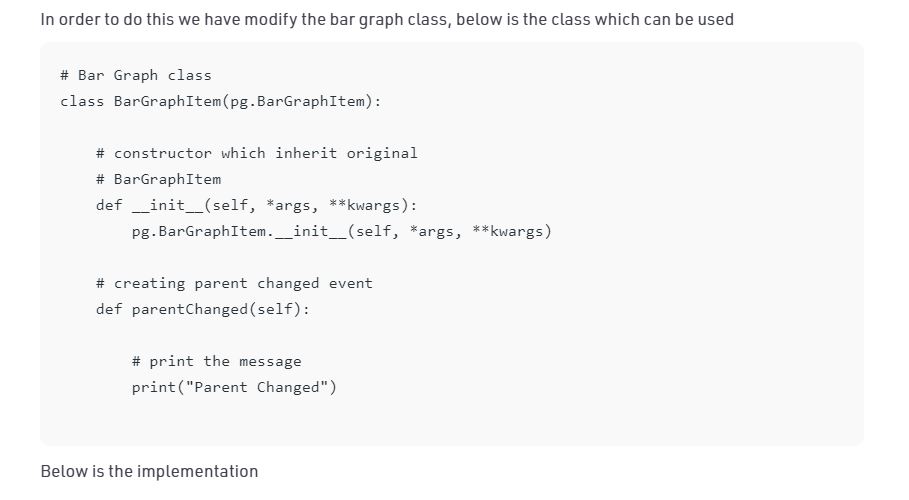 In order to do this we have modify the bar graph class, below is the class which can be used
# Bar Graph class
class BarGraphItem(pg.BarGraphItem):
# constructor which inherit original
# BarGraphItem
def __init__(self, *args, **kwargs):
pg.BarGraphItem.__init__(self, *args, **kwargs)
# creating parent changed event
def parentChanged(self):
# print the message
print("Parent Changed")
Below is the implementation